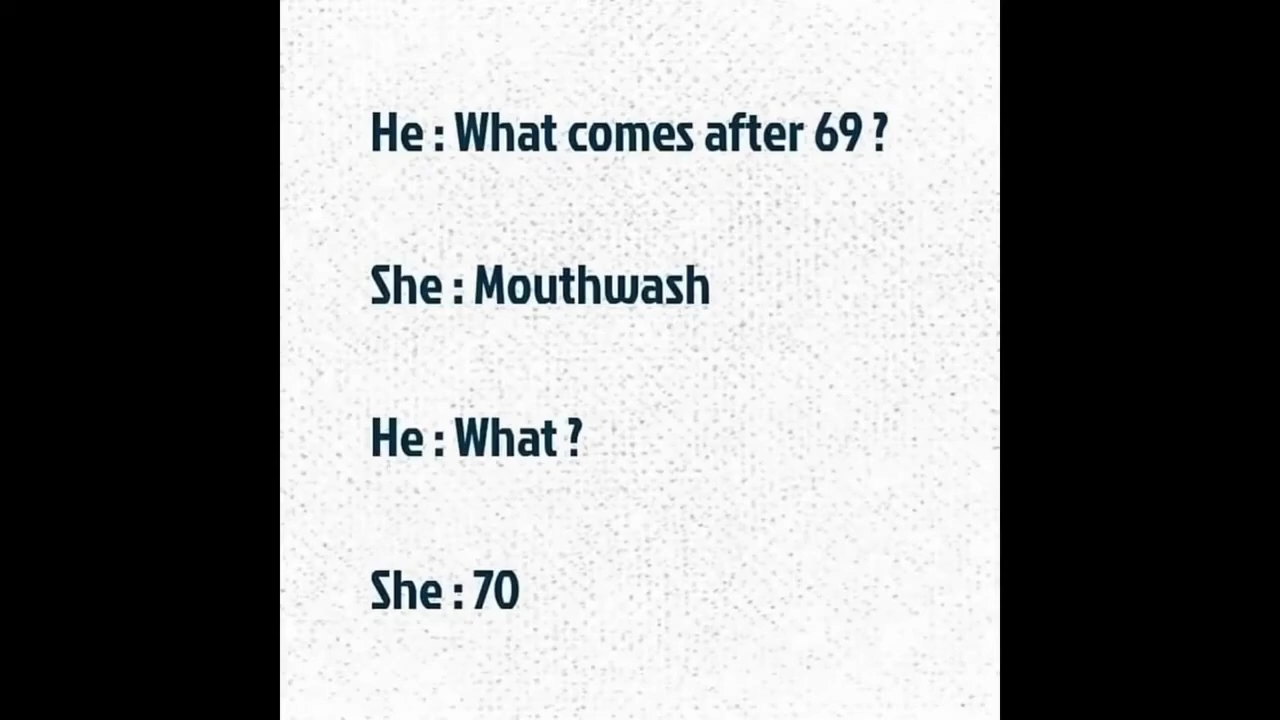 He : What comes after 69 ?
She : Mouthwash
He : What ?
She : 70